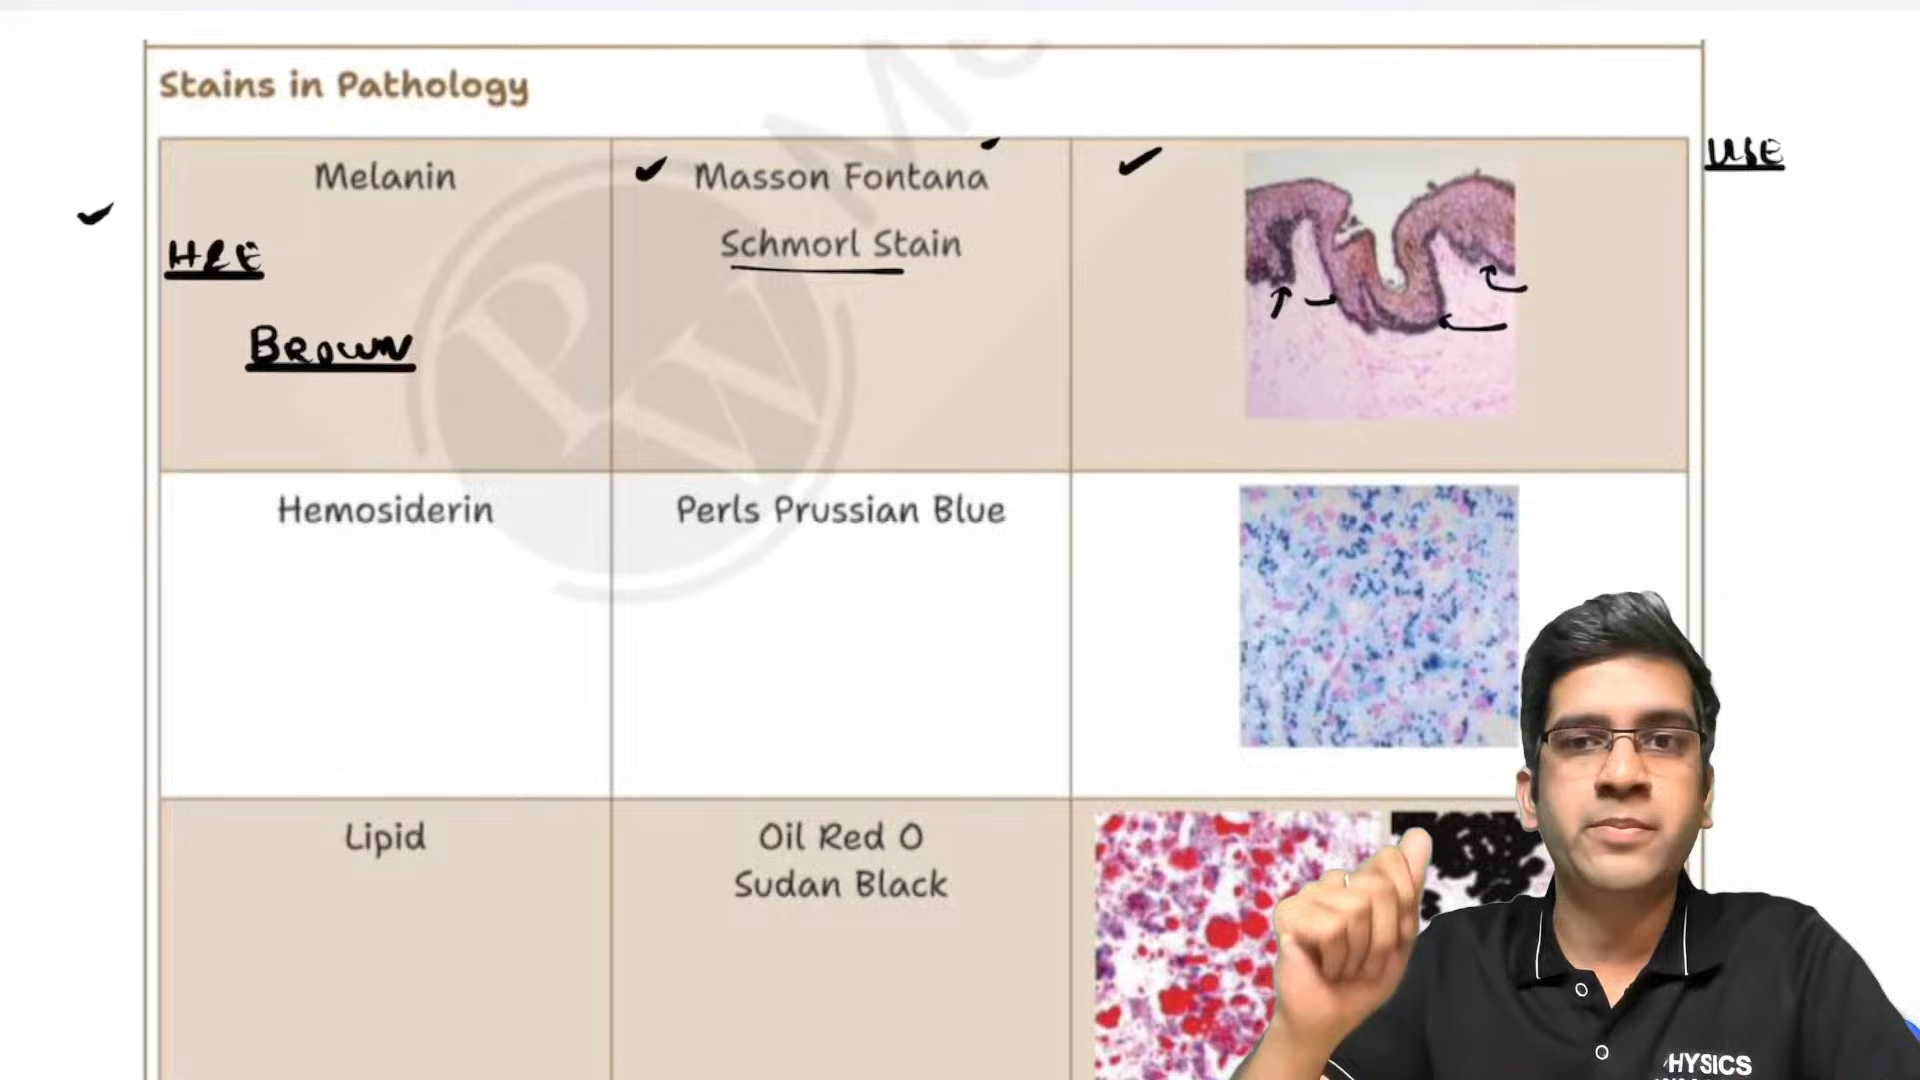 Stains in Pathology
Melanin
Masson Fontana
Schmorl Stain
H&E
BROWN
Hemosiderin
Perls Prussian Blue
Lipid
Oil Red O
Sudan Black
PW
HYSICS